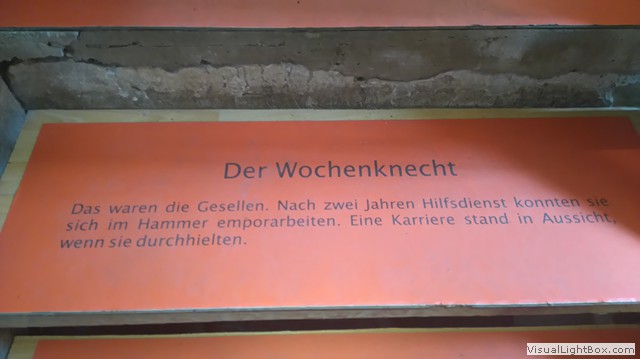 Der Wochenknecht
Das waren die Gesellen. Nach zwei Jahren Hilfsdienst konnten sie
sich im Hammer emporarbeiten. Eine Karriere stand in Aussicht,
wenn sie durchhielten.
VisualLightBox.com